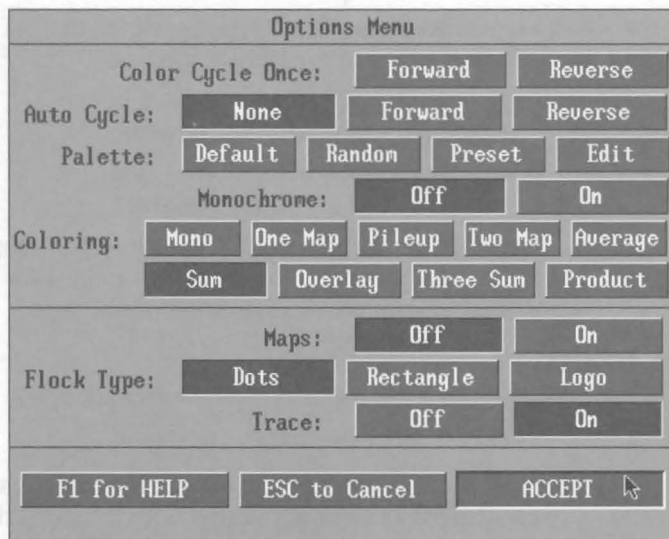 Options Menu
Color Cycle Once: Forward Reverse
Auto Cycle: None Forward Reverse
Palette: Default Random Preset Edit
Monochrome: Off On
Coloring: Mono One Map Pileup Two Map Average
Sum Overlay Three Sum Product
Maps: Off On
Flock Type: Dots Rectangle Logo
Trace: Off On
F1 for HELP ESC to Cancel ACCEPT